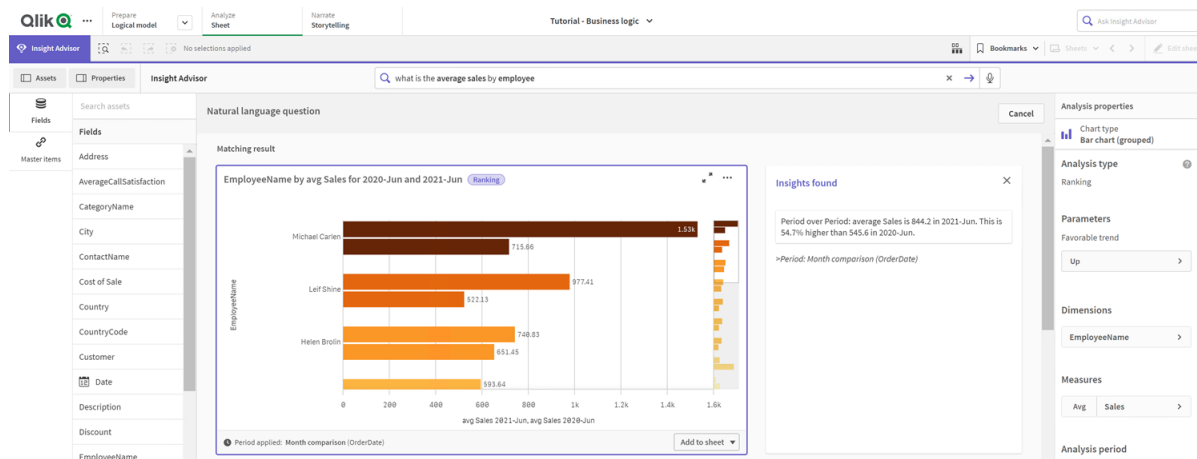 Qlik
Prepare
Logical model
Analyze
Sheet
Narrate
Storytelling
Tutorial - Business logic
Ask Insight Advisor
Insight Advisor
No selections applied
Bookmarks
Sheets
Edit sheet
Assets
Properties
Insight Advisor
what is the average sales by employee
Fields
Master items
Search assets
Fields
Address
AverageCallSatisfaction
CategoryName
City
ContactName
Cost of Sale
Country
CountryCode
Customer
Date
Description
Discount
EmployeeName
Natural language question
Cancel
Matching result
EmployeeName by avg Sales for 2020-Jun and 2021-Jun
Ranking
EmployeeName
Michael Carlen
1.53k
715.66
Leif Shine
977.41
522.13
Helen Brolin
740.83
651.45
593.64
0 200 400 600 800 1k 1.2k 1.4k 1.6k
avg Sales 2021-Jun, avg Sales 2020-Jun
Period applied: Month comparison (OrderDate)
Add to sheet
Insights found
Period over Period: average Sales is 844.2 in 2021-Jun. This is
54.7% higher than 545.6 in 2020-Jun.
>Period: Month comparison (OrderDate)
Analysis properties
Chart type
Bar chart (grouped)
Analysis type
Ranking
Parameters
Favorable trend
Up
Dimensions
EmployeeName
Measures
Avg Sales
Analysis period